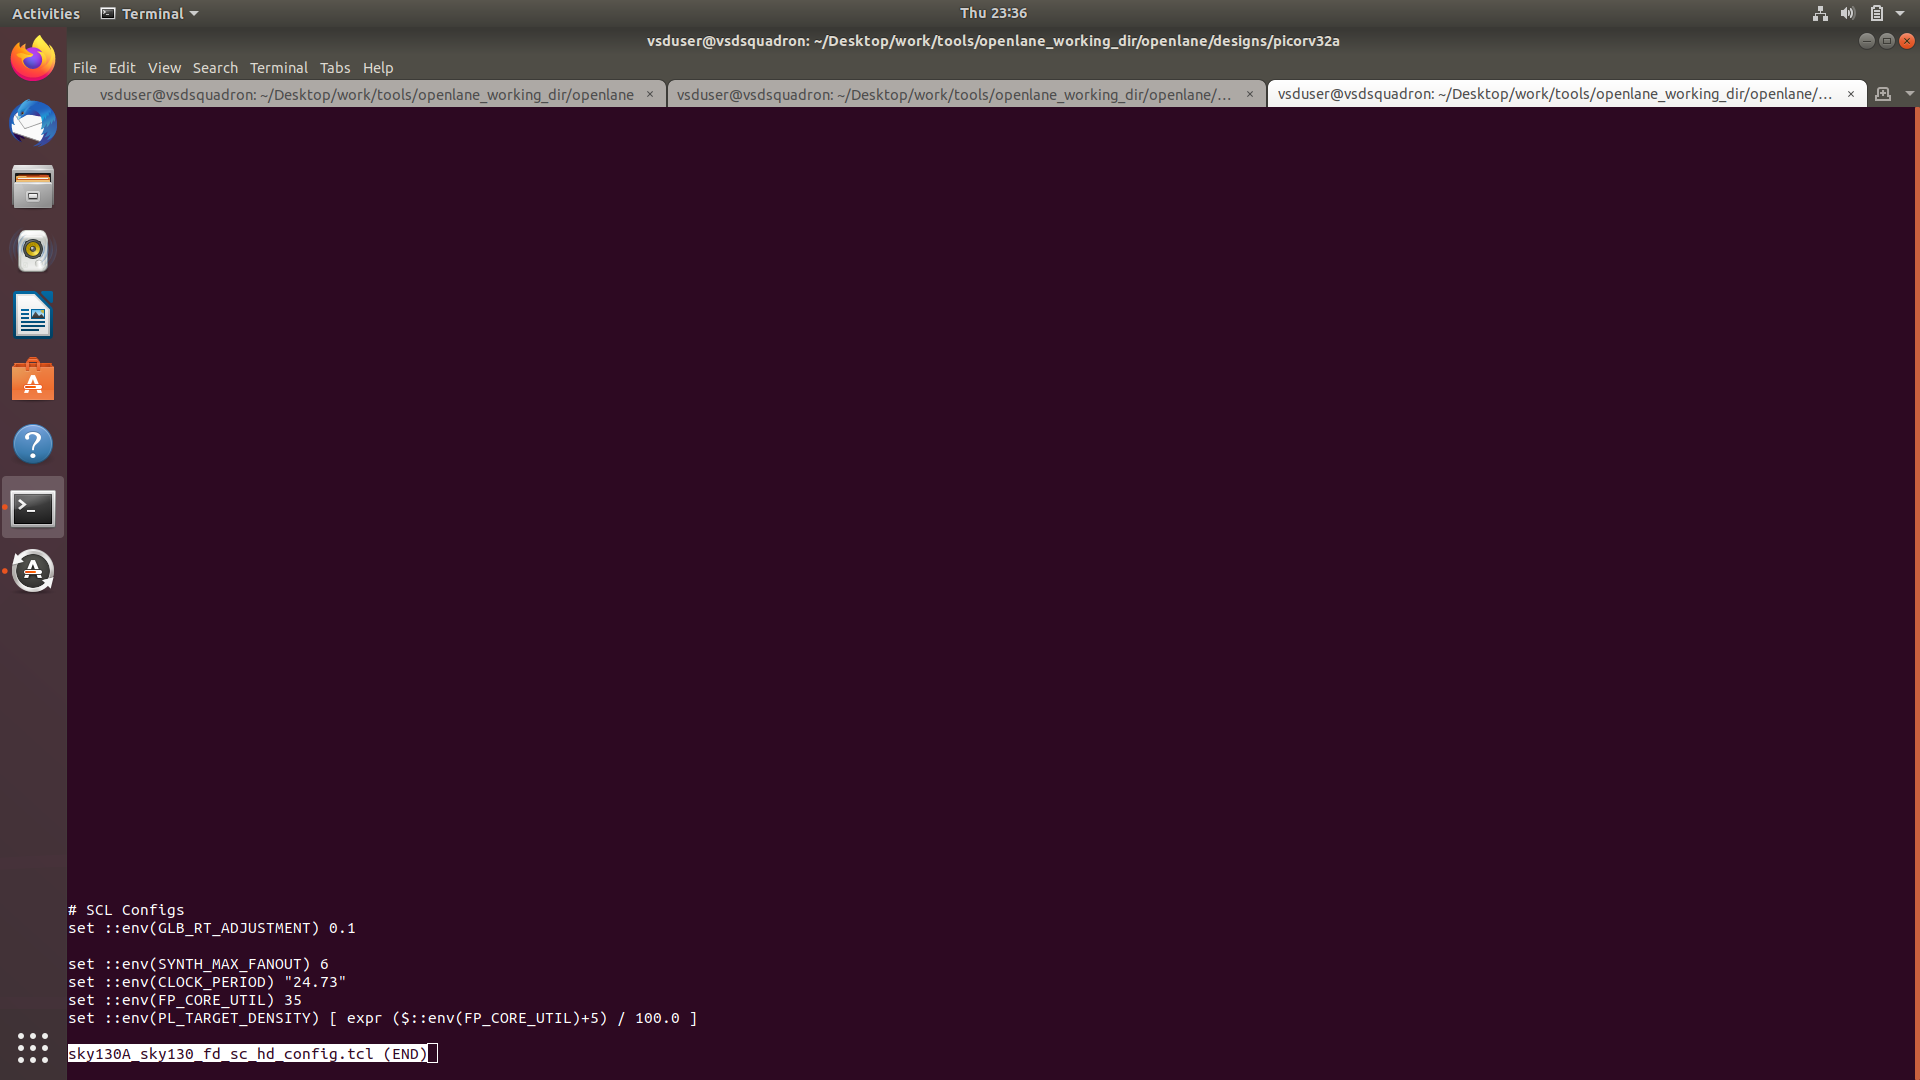 Activities Terminal Thu 23:36
vsduser@vsdsquadron: ~/Desktop/work/tools/openlane_working_dir/openlane/designs/picorv32a
File Edit View Search Terminal Tabs Help
vsduser@vsdsquadron: ~/Desktop/work/tools/openlane_working_dir/openlane × vsduser@vsdsquadron: ~/Desktop/work/tools/openlane_working_dir/openlane/... × vsduser@vsdsquadron: ~/Desktop/work/tools/openlane_working_dir/openlane/... ×
# SCL Configs
set ::env(GLB_RT_ADJUSTMENT) 0.1
set ::env(SYNTH_MAX_FANOUT) 6
set ::env(CLOCK_PERIOD) "24.73"
set ::env(FP_CORE_UTIL) 35
set ::env(PL_TARGET_DENSITY) [ expr ($::env(FP_CORE_UTIL)+5) / 100.0 ]
sky130A_sky130_fd_sc_hd_config.tcl (END)